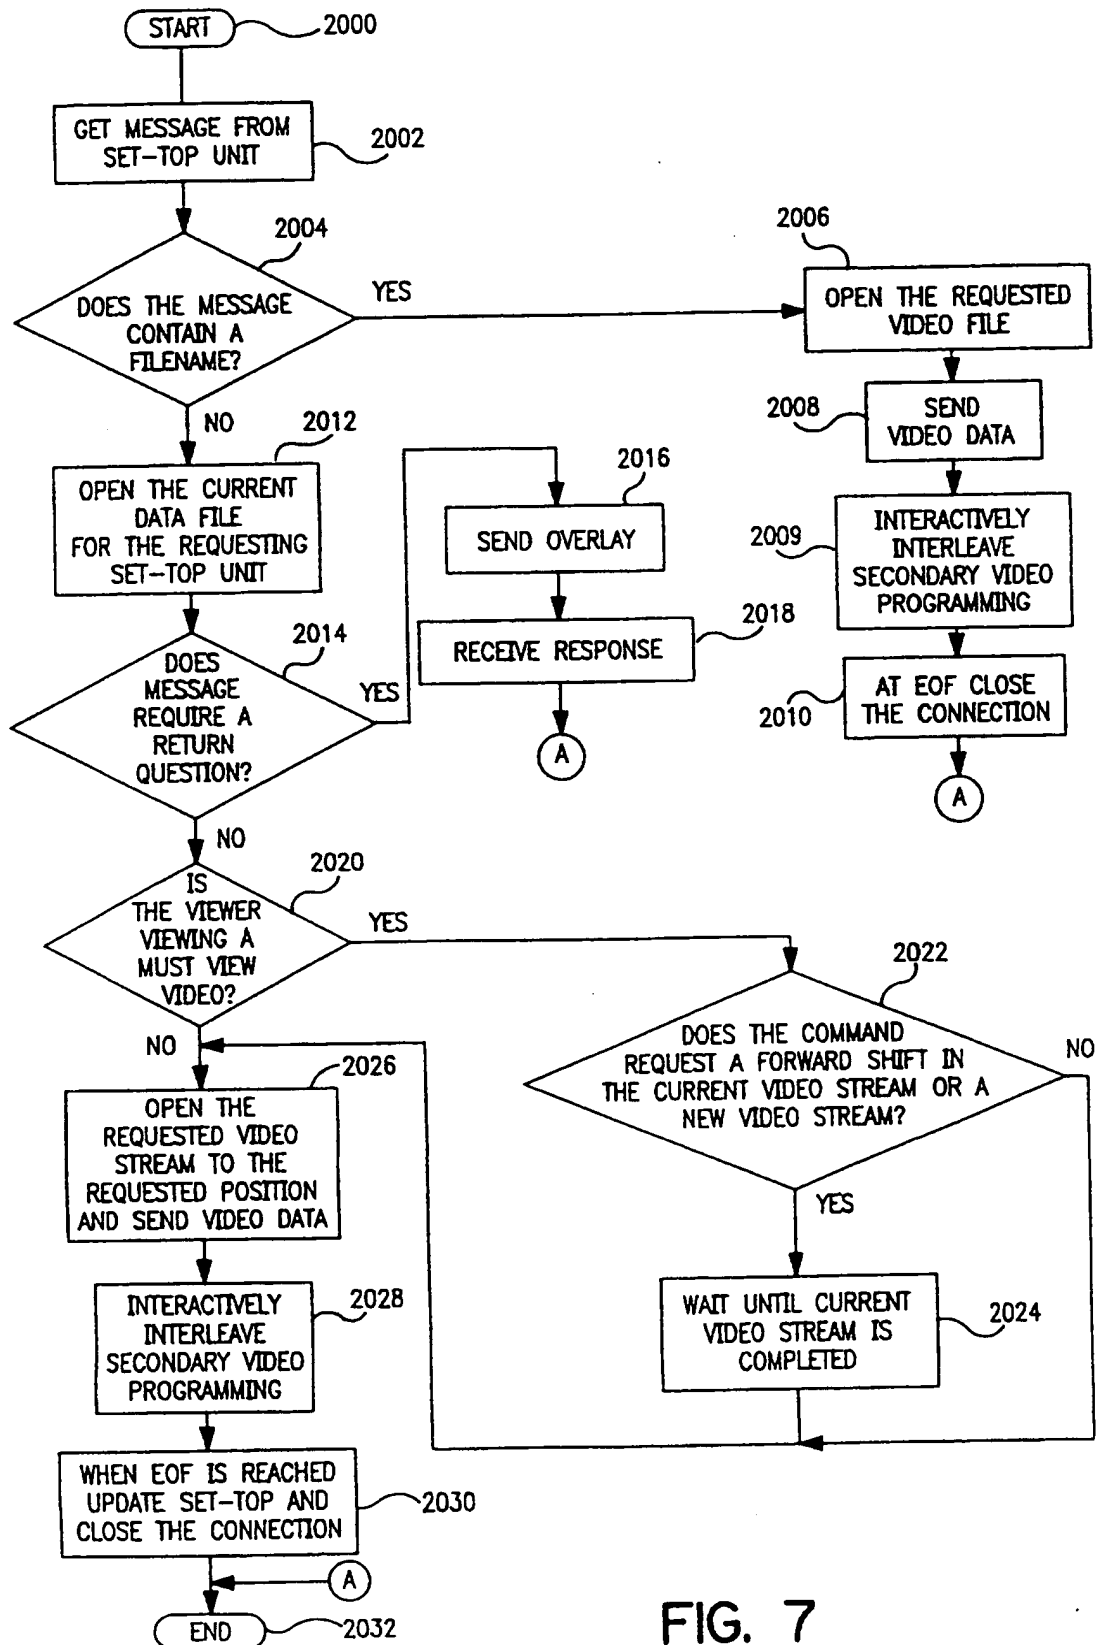 START
2000
GET MESSAGE FROM
SET-TOP UNIT
2002
2004
DOES THE MESSAGE
CONTAIN A
FILENAME?
YES
NO
2006
OPEN THE REQUESTED
VIDEO FILE
2008
SEND
VIDEO DATA
2009
INTERACTIVELY
INTERLEAVE
SECONDARY VIDEO
PROGRAMMING
2010
AT EOF CLOSE
THE CONNECTION
A
2012
OPEN THE CURRENT
DATA FILE
FOR THE REQUESTING
SET-TOP UNIT
2014
DOES
MESSAGE
REQUIRE A
RETURN
QUESTION?
YES
NO
2016
SEND OVERLAY
2018
RECEIVE RESPONSE
A
2020
IS
THE VIEWER
VIEWING A
MUST VIEW
VIDEO?
YES
NO
2022
DOES THE COMMAND
REQUEST A FORWARD SHIFT IN
THE CURRENT VIDEO STREAM OR A
NEW VIDEO STREAM?
NO
YES
2024
WAIT UNTIL CURRENT
VIDEO STREAM IS
COMPLETED
2026
OPEN THE
REQUESTED VIDEO
STREAM TO THE
REQUESTED POSITION
AND SEND VIDEO DATA
2028
INTERACTIVELY
INTERLEAVE
SECONDARY VIDEO
PROGRAMMING
WHEN EOF IS REACHED
UPDATE SET-TOP AND
CLOSE THE CONNECTION
2030
A
END
2032
FIG. 7